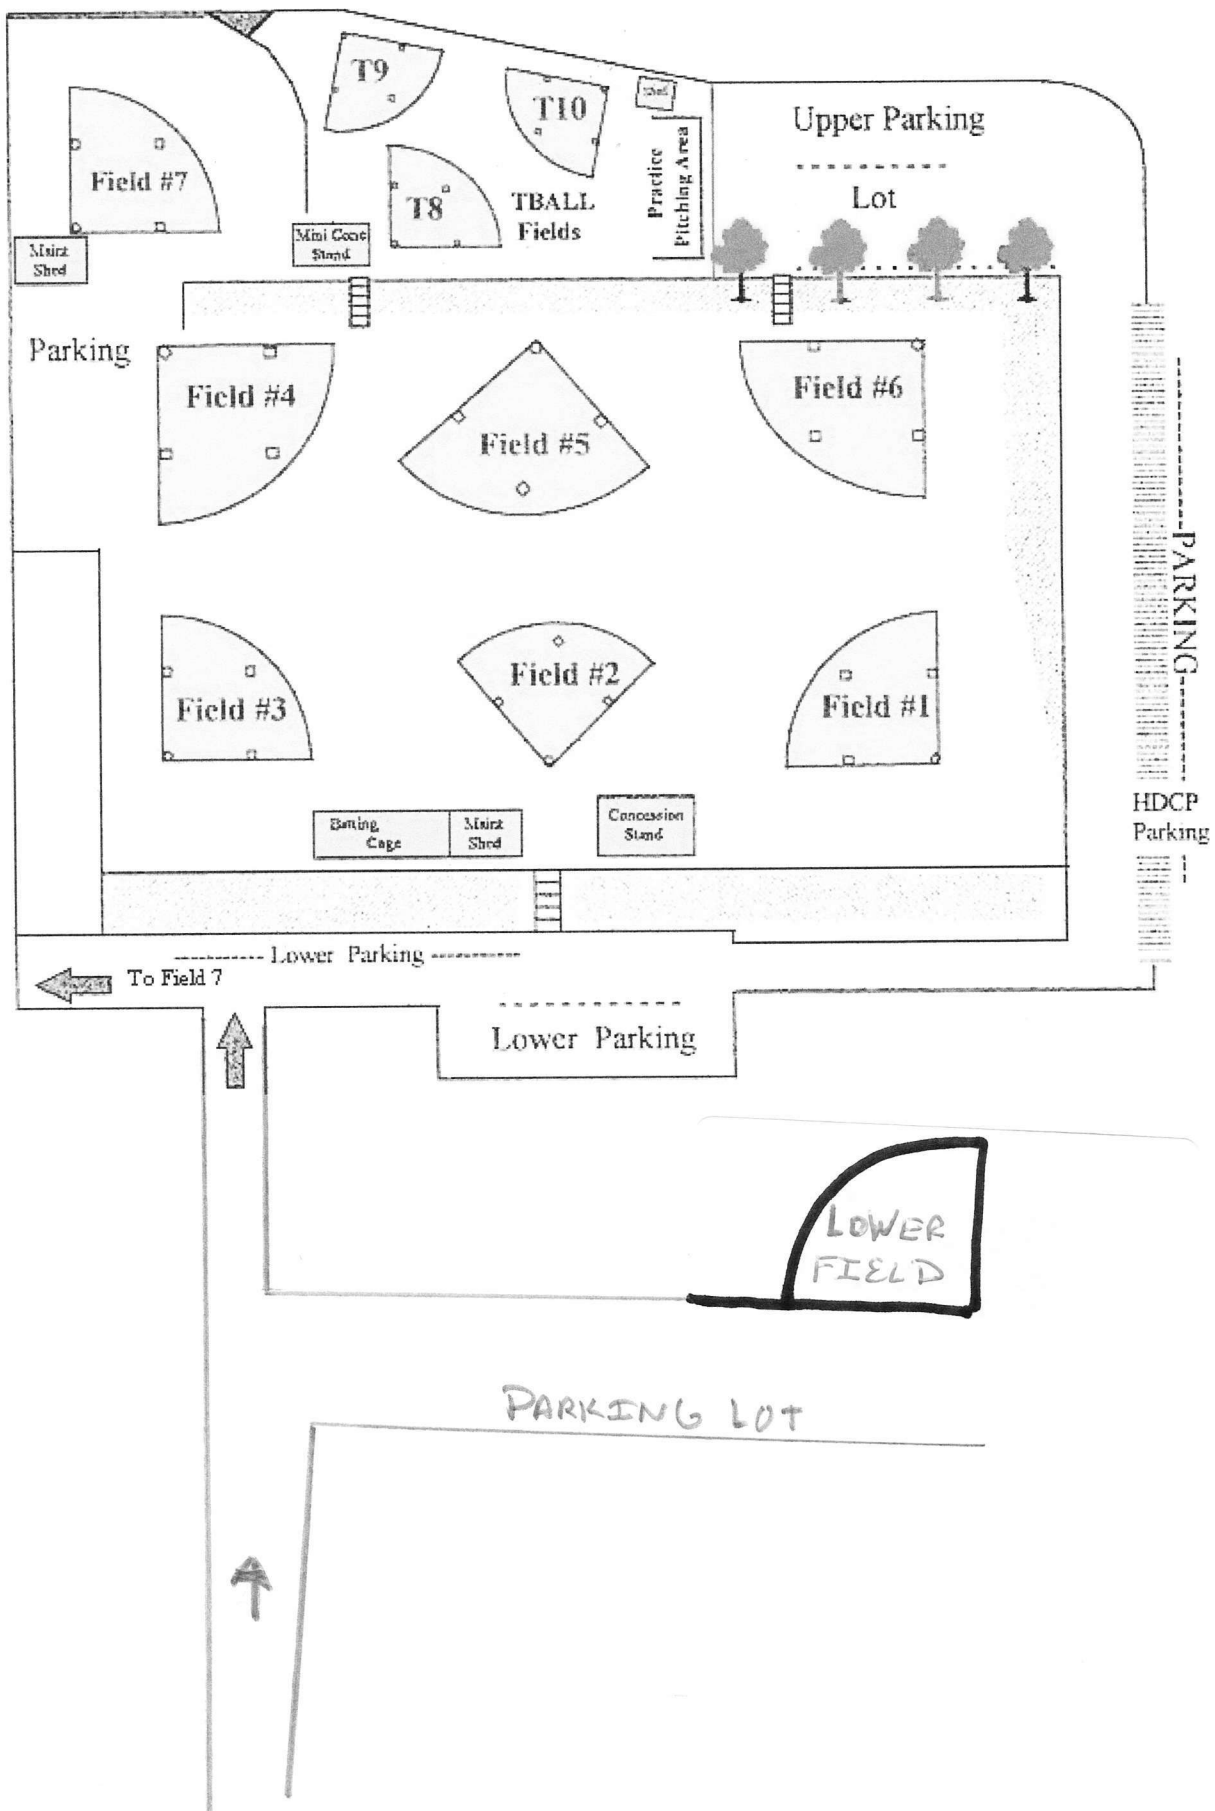 T9
T10
Shed
Upper Parking
Lot
Practice
Pitching Area
Field #7
T8
TBALL
Fields
Maint
Shed
Mini Conc
Stand
Parking
Field #4
Field #5
Field #6
PARKING
Field #3
Field #2
Field #1
Batting
Cage
Maint
Shed
Concession
Stand
HDCP
Parking
Lower Parking
To Field 7
Lower Parking
LOWER
FIELD
PARKING LOT